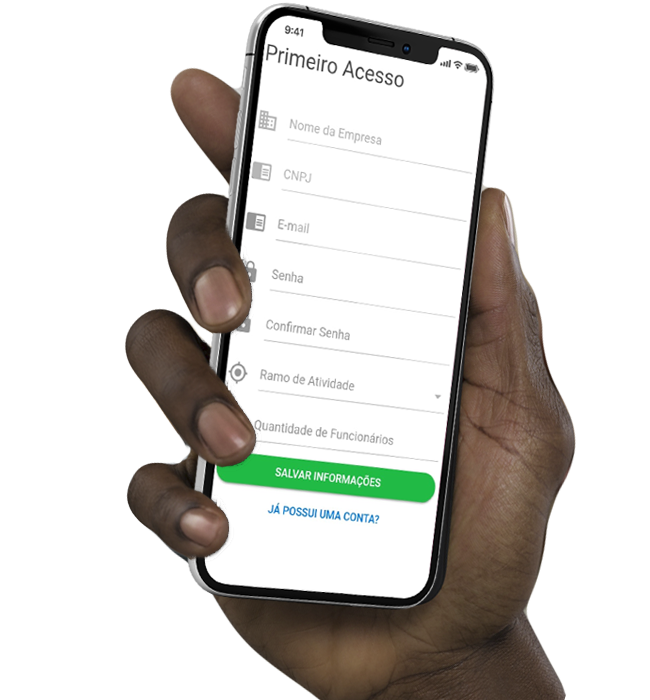 9:41
Primeiro Acesso
Nome da Empresa
CNPJ
E-mail
Senha
Confirmar Senha
Ramo de Atividade
Quantidade de Funcionários
SALVAR INFORMAÇÕES
JÁ POSSUI UMA CONTA?